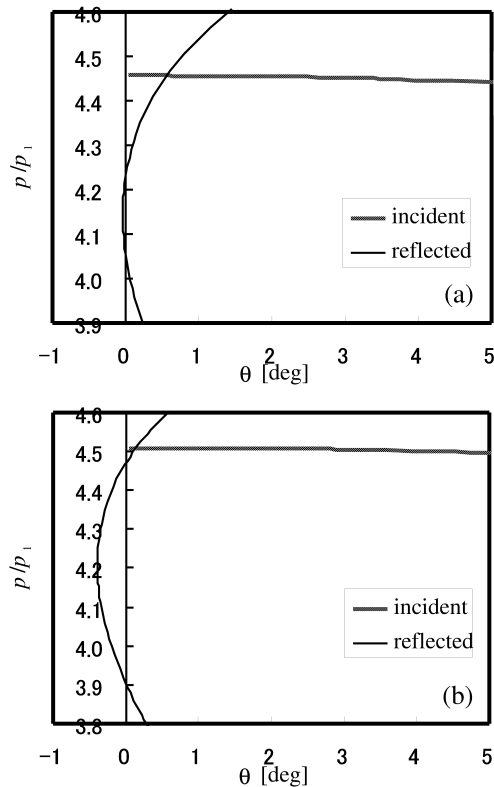 4.6
4.5
4.4
4.3
4.2
4.1
4.0
3.9
p/p1
incident
reflected
(a)
-1 0 1 2 3 4 5
θ [deg]
4.6
4.5
4.4
4.3
4.2
4.1
4.0
3.9
3.8
p/p1
incident
reflected
(b)
-1 0 1 2 3 4 5
θ [deg]